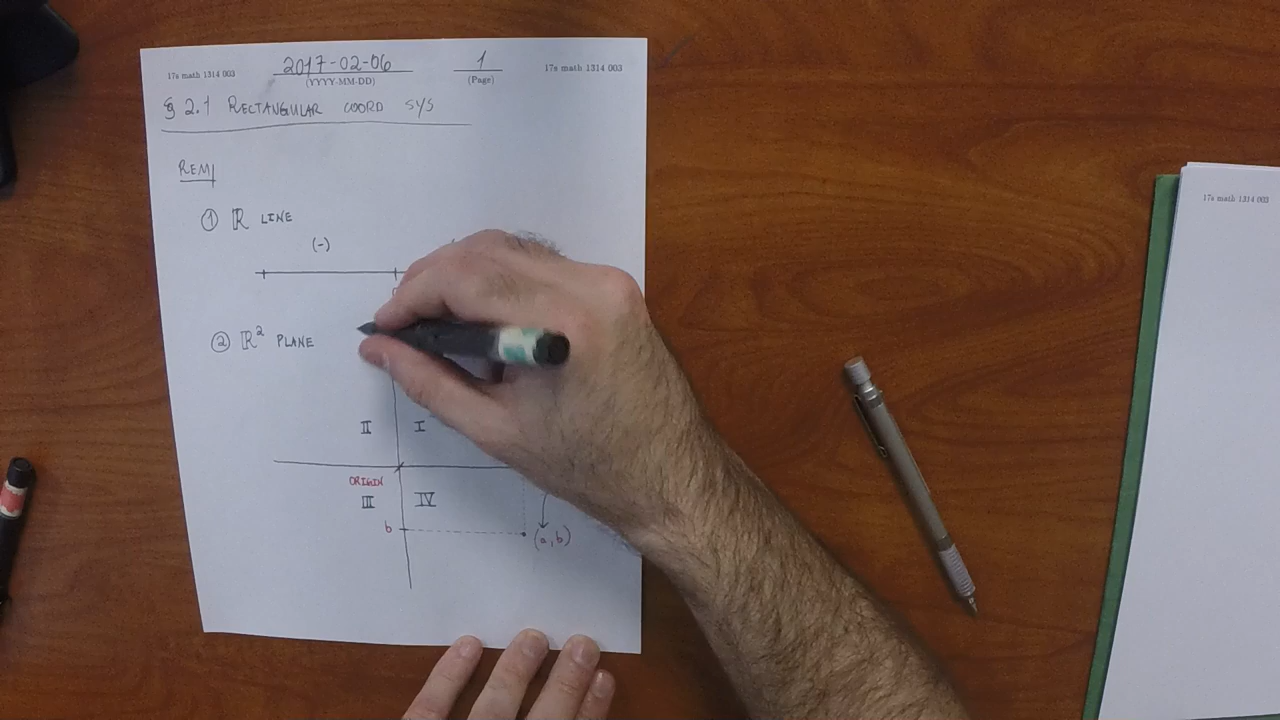 17s math 1314 003 2017-02-06 1 17s math 1314 003
(YYYY-MM-DD) (Page)
§ 2.1 RECTANGULAR COORD SYS
REM
① ℝ LINE
(-)
② ℝ² PLANE
II I
ORIGIN
III IV
b
(a,b)
17s math 1314 003